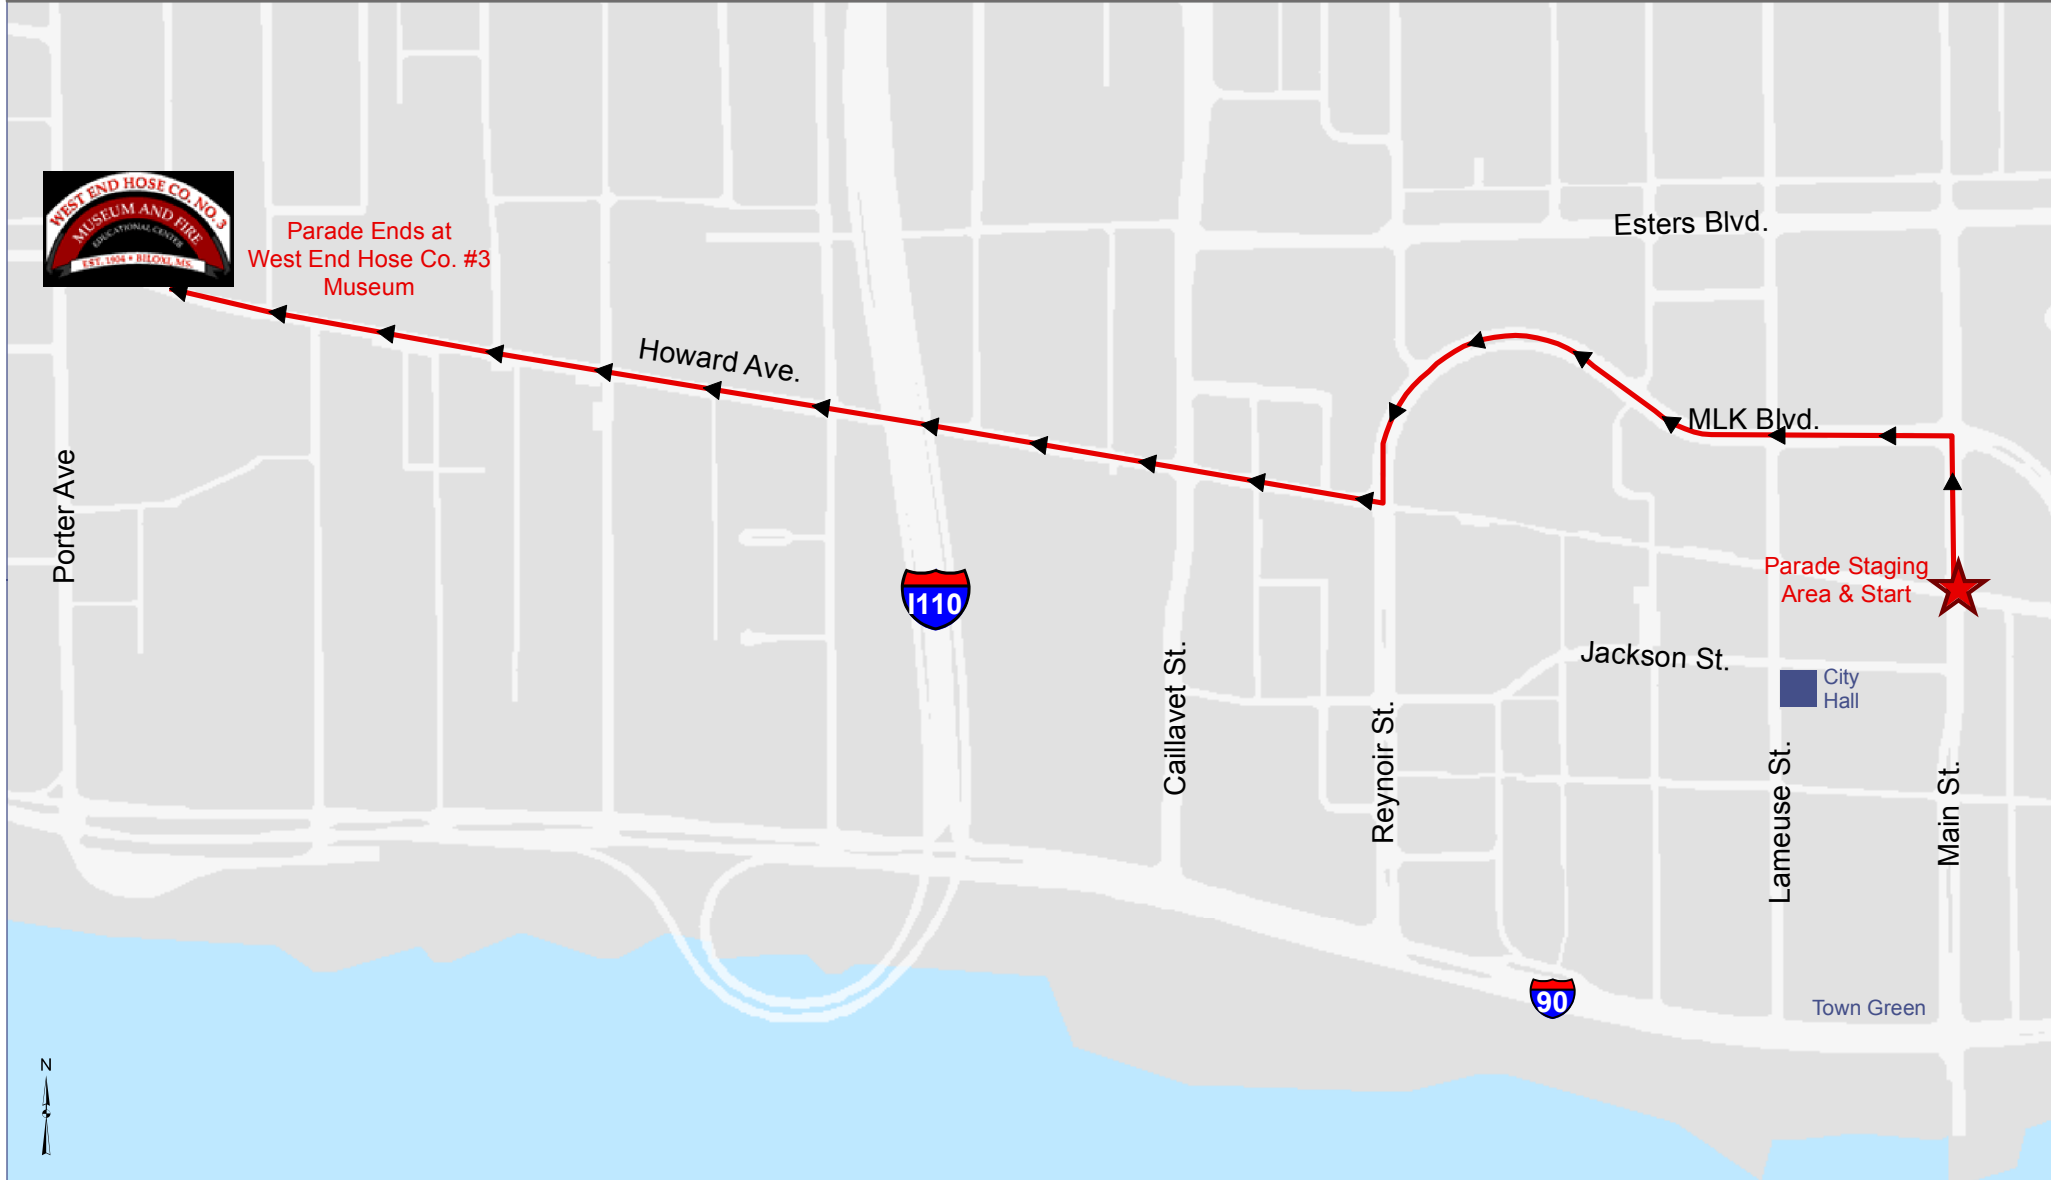 WEST END HOSE CO. NO. 3
MUSEUM AND FIRE
EDUCATIONAL CENTER
EST. 1904 • BILOXI, MS.
Parade Ends at
West End Hose Co. #3
Museum
Esters Blvd.
Howard Ave.
MLK Blvd.
Porter Ave
Parade Staging
Area & Start
I110
Jackson St.
City
Hall
Caillavet St.
Reynoir St.
Lameuse St.
Main St.
90
Town Green
N